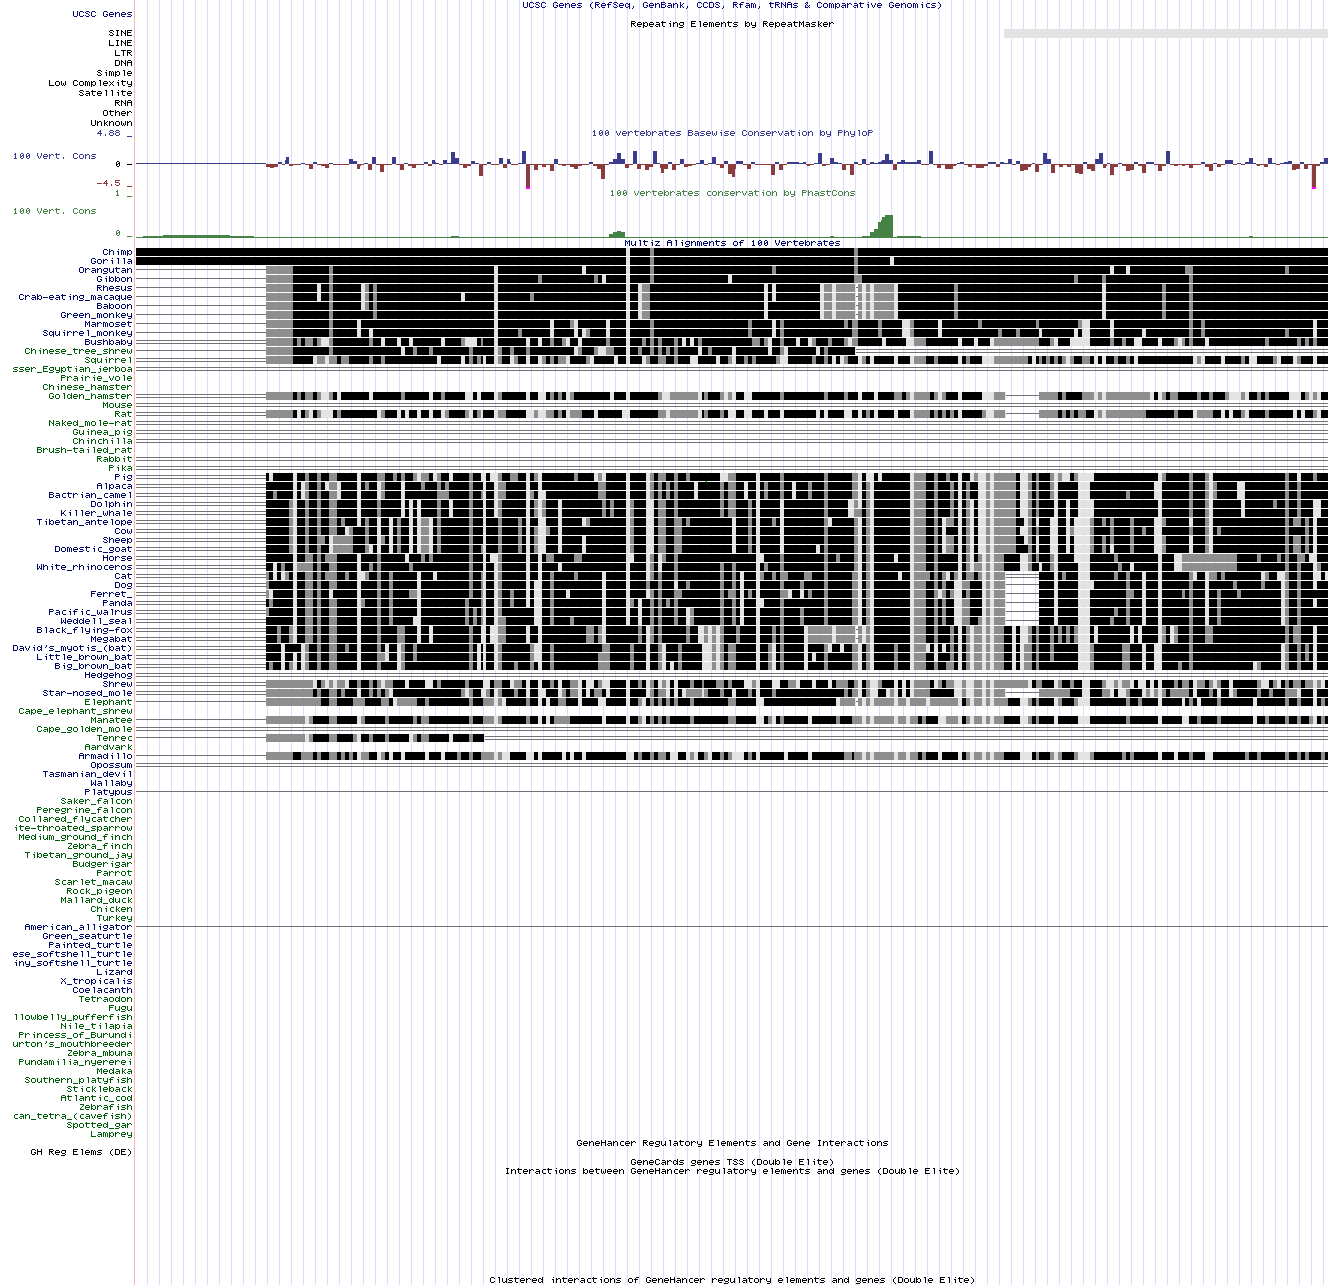 UCSC Genes (RefSeq, GenBank, CCDS, Rfam, tRNAs & Comparative Genomics)
UCSC Genes
Repeating Elements by RepeatMasker
SINE
LINE
LTR
DNA
Simple
Low Complexity
Satellite
RNA
Other
Unknown
100 vertebrates Basewise Conservation by PhyloP
4.88 _
100 Vert. Cons
0 -
-4.5 _
100 vertebrates conservation by PhastCons
1 _
100 Vert. Cons
0 _
Multiz Alignments of 100 Vertebrates
Chimp
Gorilla
Orangutan
Gibbon
Rhesus
Crab-eating_macaque
Baboon
Green_monkey
Marmoset
Squirrel_monkey
Bushbaby
Chinese_tree_shrew
Squirrel
sser_Egyptian_jerboa
Prairie_vole
Chinese_hamster
Golden_hamster
Mouse
Rat
Naked_mole-rat
Guinea_pig
Chinchilla
Brush-tailed_rat
Rabbit
Pika
Pig
Alpaca
Bactrian_camel
Dolphin
Killer_whale
Tibetan_antelope
Cow
Sheep
Domestic_goat
Horse
White_rhinoceros
Cat
Dog
Ferret_
Panda
Pacific_walrus
Weddell_seal
Black_flying-fox
Megabat
David's_myotis_(bat)
Little_brown_bat
Big_brown_bat
Hedgehog
Shrew
Star-nosed_mole
Elephant
Cape_elephant_shrew
Manatee
Cape_golden_mole
Tenrec
Aardvark
Armadillo
Opossum
Tasmanian_devil
Wallaby
Platypus
Saker_falcon
Peregrine_falcon
Collared_flycatcher
ite-throated_sparrow
Medium_ground_finch
Zebra_finch
Tibetan_ground_jay
Budgerigar
Parrot
Scarlet_macaw
Rock_pigeon
Mallard_duck
Chicken
Turkey
American_alligator
Green_seaturtle
Painted_turtle
ese_softshell_turtle
iny_softshell_turtle
Lizard
X_tropicalis
Coelacanth
Tetraodon
Fugu
llowbelly_pufferfish
Nile_tilapia
Princess_of_Burundi
urton's_mouthbreeder
Zebra_mbuna
Pundamilia_nyererei
Medaka
Southern_platyfish
Stickleback
Atlantic_cod
Zebrafish
can_tetra_(cavefish)
Spotted_gar
Lamprey
GeneHancer Regulatory Elements and Gene Interactions
GH Reg Elems (DE)
GeneCards genes TSS (Double Elite)
Interactions between GeneHancer regulatory elements and genes (Double Elite)
Clustered interactions of GeneHancer regulatory elements and genes (Double Elite)